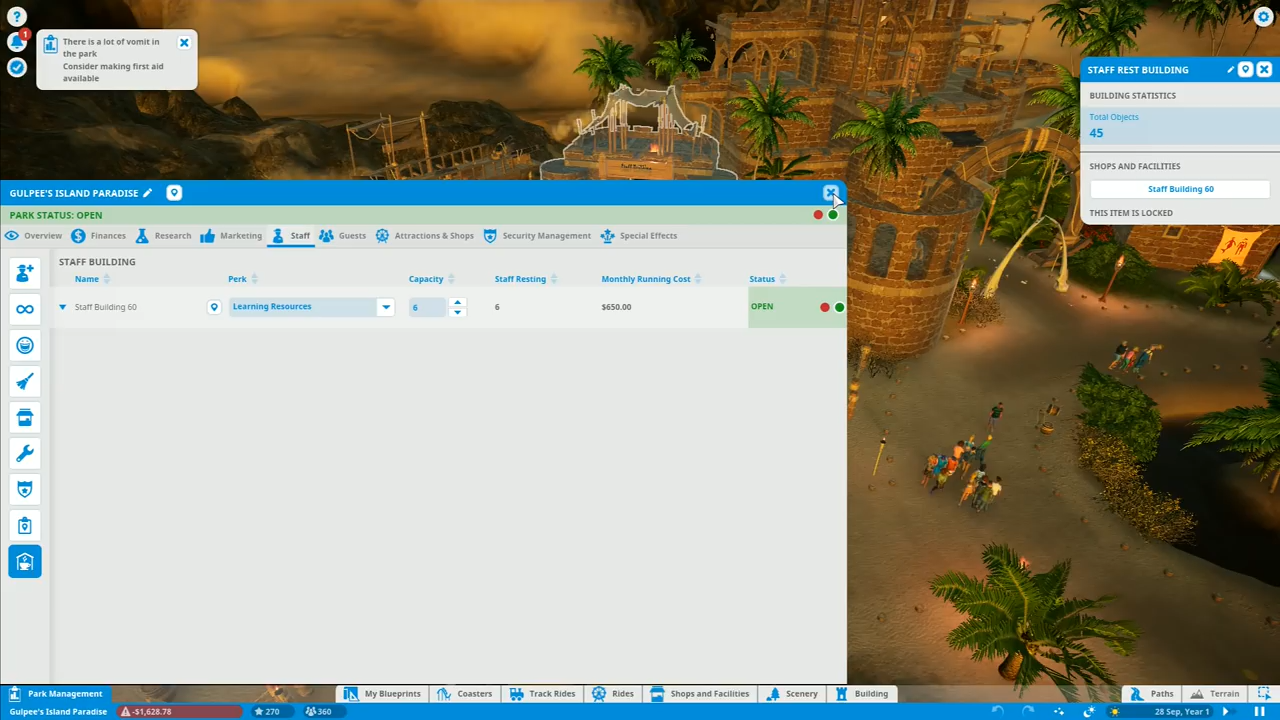 There is a lot of vomit in
the park
Consider making first aid
available
1
STAFF REST BUILDING
BUILDING STATISTICS
Total Objects
45
SHOPS AND FACILITIES
Staff Building 60
THIS ITEM IS LOCKED
Staff Building
GULPEE'S ISLAND PARADISE
PARK STATUS: OPEN
Overview Finances Research Marketing Staff Guests Attractions & Shops Security Management Special Effects
STAFF BUILDING
Name Perk Capacity Staff Resting Monthly Running Cost Status
Staff Building 60 Learning Resources 6 6 $650.00 OPEN
Park Management My Blueprints Coasters Track Rides Rides Shops and Facilities Scenery Building Paths Terrain
Gulpee's Island Paradise -$1,628.78 270 360 28 Sep, Year 1